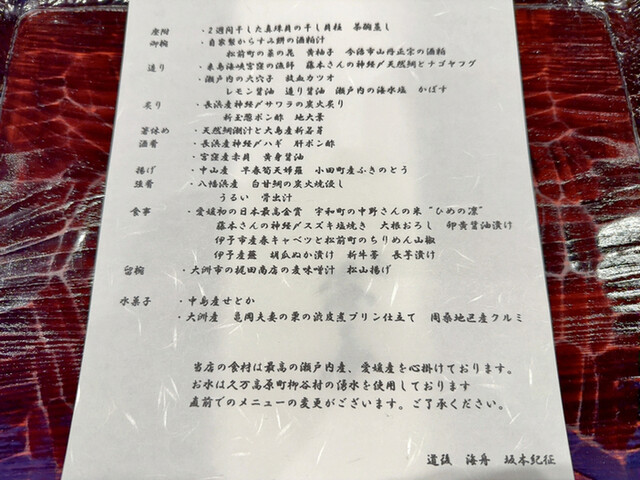 座附 ・2週間干した真珠貝の干し貝柱 茶碗蒸し
御椀 ・自家製からすみ餅の酒粕汁
松前町の菜の花 黄柚子 今治市山丹正宗の酒粕
造り ・来島海峡宮窪の漁師 藤本さんの神経〆天然鯛とナゴヤフグ
・瀬戸内の大穴子 放血カツオ
レモン醤油 造り醤油 瀬戸内の海水塩 かぼす
炙り ・長浜産神経〆サワラの炭火炙り
新玉葱ポン酢 地大葉
箸休め ・天然鯛潮汁と大島産新若芽
酒肴 ・長浜産神経〆ハギ 肝ポン酢
・宮窪産赤貝 黄身醤油
揚げ ・中山産 早春筍天婦羅 小田町産ふきのとう
強肴 ・八幡浜産 白甘鯛の炭火焼
うるい 骨出汁
食事 ・愛媛初の日本最高金賞 宇和町の中野さんの米 "ひめの凛"
藤本さんの神経〆スズキ塩焼き 大根おろし 卵黄醤油漬け
伊予市産春キャベツと松前町のちりめん山椒
伊予産蕪 胡瓜ぬか漬け 新牛蒡 長芋漬け
留椀 ・大洲市の梶田商店の麦味噌汁 松山揚げ
水菓子 ・中島産せとか
・大洲産 亀岡夫妻の栗の渋皮煮プリン仕立て 周桑地区産クルミ
当店の食材は最高の瀬戸内産、愛媛産を心掛けております。
お水は久万高原町柳谷村の湧水を使用しております
直前でのメニューの変更がございます。ご了承ください。
道後 海舟 坂本紀征